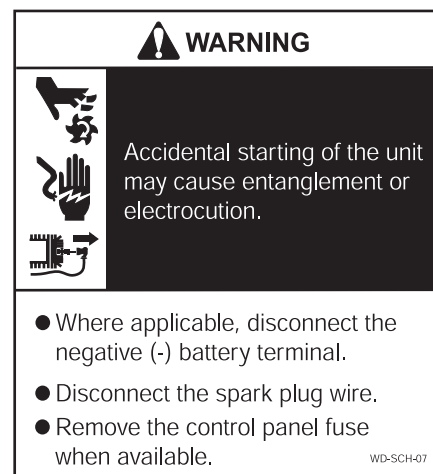 WARNING
Accidental starting of the unit
may cause entanglement or
electrocution.
● Where applicable, disconnect the
negative (-) battery terminal.
● Disconnect the spark plug wire.
● Remove the control panel fuse
when available.
WD-SCH-07